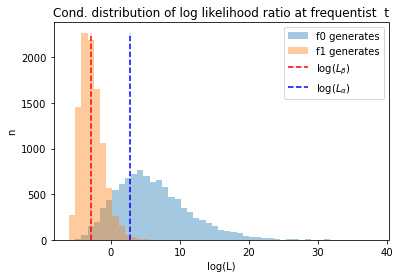 Cond. distribution of log likelihood ratio at frequentist  t
f0 generates
f1 generates
log(L_β)
log(L_α)
2000
1500
1000
500
0
n
0
10
20
30
40
log(L)